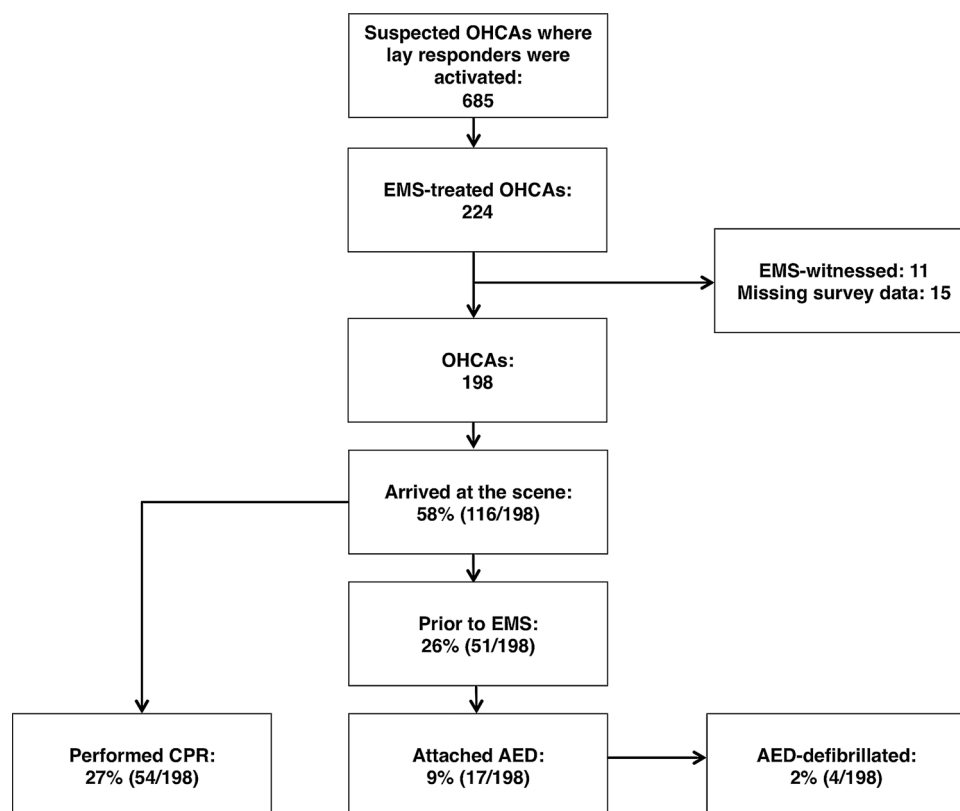 Suspected OHCAs where
lay responders were
activated:
685
EMS-treated OHCAs:
224
EMS-witnessed: 11
Missing survey data: 15
OHCAs:
198
Arrived at the scene:
58% (116/198)
Prior to EMS:
26% (51/198)
Performed CPR:
27% (54/198)
Attached AED:
9% (17/198)
AED-defibrillated:
2% (4/198)